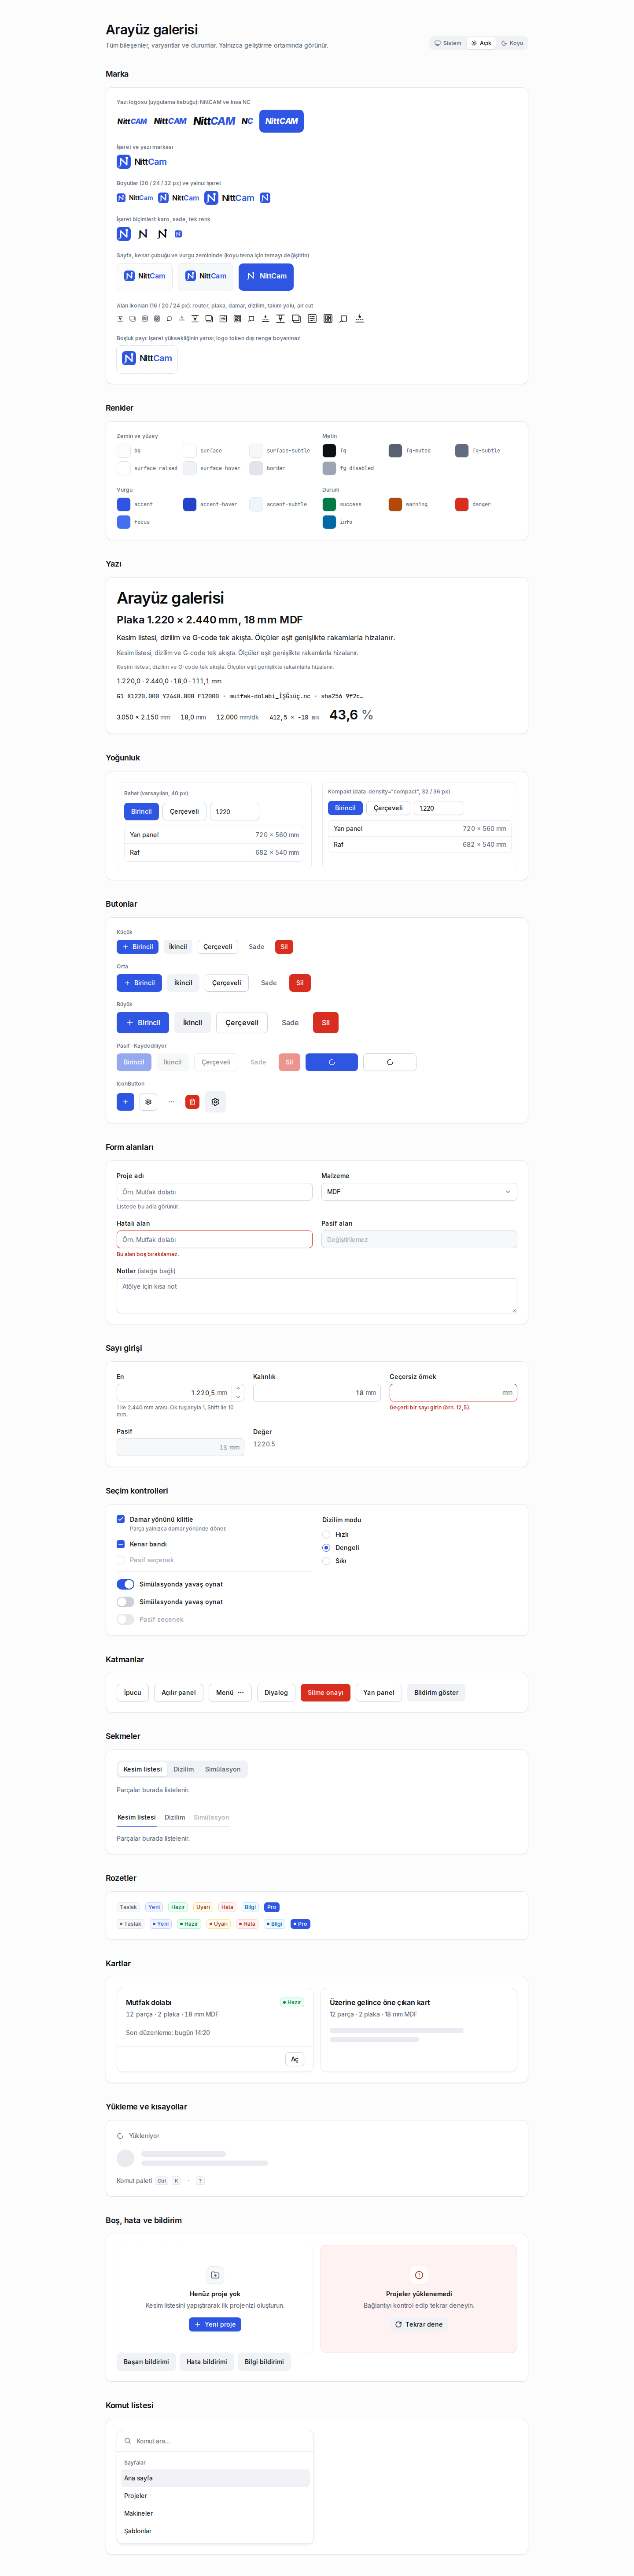 Arayüz galerisi
Tüm bileşenler, varyantlar ve durumlar. Yalnızca geliştirme ortamında görünür.
Sistem Açık Koyu
Marka
Yazı logosu (uygulama kabuğu): NittCAM ve kısa NC
NittCAM NittCAM NittCAM NC NittCAM
İşaret ve yazı markası
NittCam
Boyutlar (20 / 24 / 32 px) ve yalnız işaret
NittCam NittCam NittCam
İşaret biçimleri: karo, sade, tek renk
Sayfa, kenar çubuğu ve vurgu zemininde (koyu tema için temayı değiştirin)
NittCam NittCam NittCam
Alan ikonları (16 / 20 / 24 px): router, plaka, damar, dizilim, takım yolu, air cut
Boşluk payı: işaret yüksekliğinin yarısı; logo token dışı renge boyanmaz
NittCam
Renkler
Zemin ve yüzey
bg surface surface-subtle
surface-raised surface-hover border
Metin
fg fg-muted fg-subtle
fg-disabled
Vurgu
accent accent-hover accent-subtle
focus
Durum
success warning danger
info
Yazı
Arayüz galerisi
Plaka 1.220 × 2.440 mm, 18 mm MDF
Kesim listesi, dizilim ve G-code tek akışta. Ölçüler eşit genişlikte rakamlarla hizalanır.
Kesim listesi, dizilim ve G-code tek akışta. Ölçüler eşit genişlikte rakamlarla hizalanır.
Kesim listesi, dizilim ve G-code tek akışta. Ölçüler eşit genişlikte rakamlarla hizalanır.
1.220,0 · 2.440,0 · 18,0 · 111,1 mm
G1 X1220.000 Y2440.000 F12000 · mutfak-dolabi_İŞĞıüç.nc · sha256 9f2c…
3.050 × 2.150 mm 18,0 mm 12.000 mm/dk 412,5 × -18 mm 43,6 %
Yoğunluk
Rahat (varsayılan, 40 px)
Birincil Çerçeveli 1.220
Yan panel 720 × 560 mm
Raf 682 × 540 mm
Kompakt (data-density="compact", 32 / 36 px)
Birincil Çerçeveli 1.220
Yan panel 720 × 560 mm
Raf 682 × 540 mm
Butonlar
Küçük
Birincil İkincil Çerçeveli Sade Sil
Orta
Birincil İkincil Çerçeveli Sade Sil
Büyük
Birincil İkincil Çerçeveli Sade Sil
Pasif · Kaydediliyor
Birincil İkincil Çerçeveli Sade Sil
IconButton
Form alanları
Proje adı
Örn. Mutfak dolabı
Listede bu adla görünür.
Malzeme
MDF
Hatalı alan
Örn. Mutfak dolabı
Bu alan boş bırakılamaz.
Pasif alan
Değiştirilemez
Notlar (isteğe bağlı)
Atölye için kısa not
Sayı girişi
En
1.220,5 mm
1 ile 2.440 mm arası. Ok tuşlarıyla 1, Shift ile 10 mm.
Kalınlık
18 mm
Geçersiz örnek
mm
Geçerli bir sayı girin (örn. 12,5).
Pasif
18 mm
Değer
1220.5
Seçim kontrolleri
Damar yönünü kilitle
Parça yalnızca damar yönünde döner.
Kenar bandı
Pasif seçenek
Simülasyonda yavaş oynat
Simülasyonda yavaş oynat
Pasif seçenek
Dizilim modu
Hızlı
Dengeli
Sıkı
Katmanlar
İpucu Açılır panel Menü Diyalog Silme onayı Yan panel Bildirim göster
Sekmeler
Kesim listesi Dizilim Simülasyon
Parçalar burada listelenir.
Kesim listesi Dizilim Simülasyon
Parçalar burada listelenir.
Rozetler
Taslak Yeni Hazır Uyarı Hata Bilgi Pro
Taslak Yeni Hazır Uyarı Hata Bilgi Pro
Kartlar
Mutfak dolabı Hazır
12 parça · 2 plaka · 18 mm MDF
Son düzenleme: bugün 14:20
Aç
Üzerine gelince öne çıkan kart
12 parça · 2 plaka · 18 mm MDF
Yükleme ve kısayollar
Yükleniyor
Komut paleti Ctrl K · ?
Boş, hata ve bildirim
Henüz proje yok
Kesim listesini yapıştırarak ilk projenizi oluşturun.
Yeni proje
Projeler yüklenemedi
Bağlantıyı kontrol edip tekrar deneyin.
Tekrar dene
Başarı bildirimi Hata bildirimi Bilgi bildirimi
Komut listesi
Komut ara…
Sayfalar
Ana sayfa
Projeler
Makineler
Şablonlar